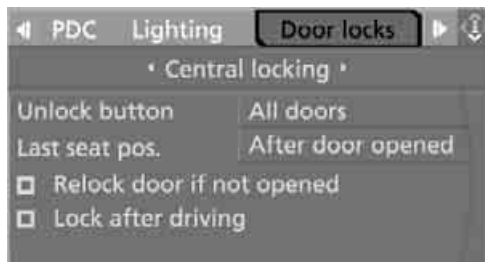 PDC Lighting Door locks
• Central locking •
Unlock button All doors
Last seat pos. After door opened
Relock door if not opened
Lock after driving